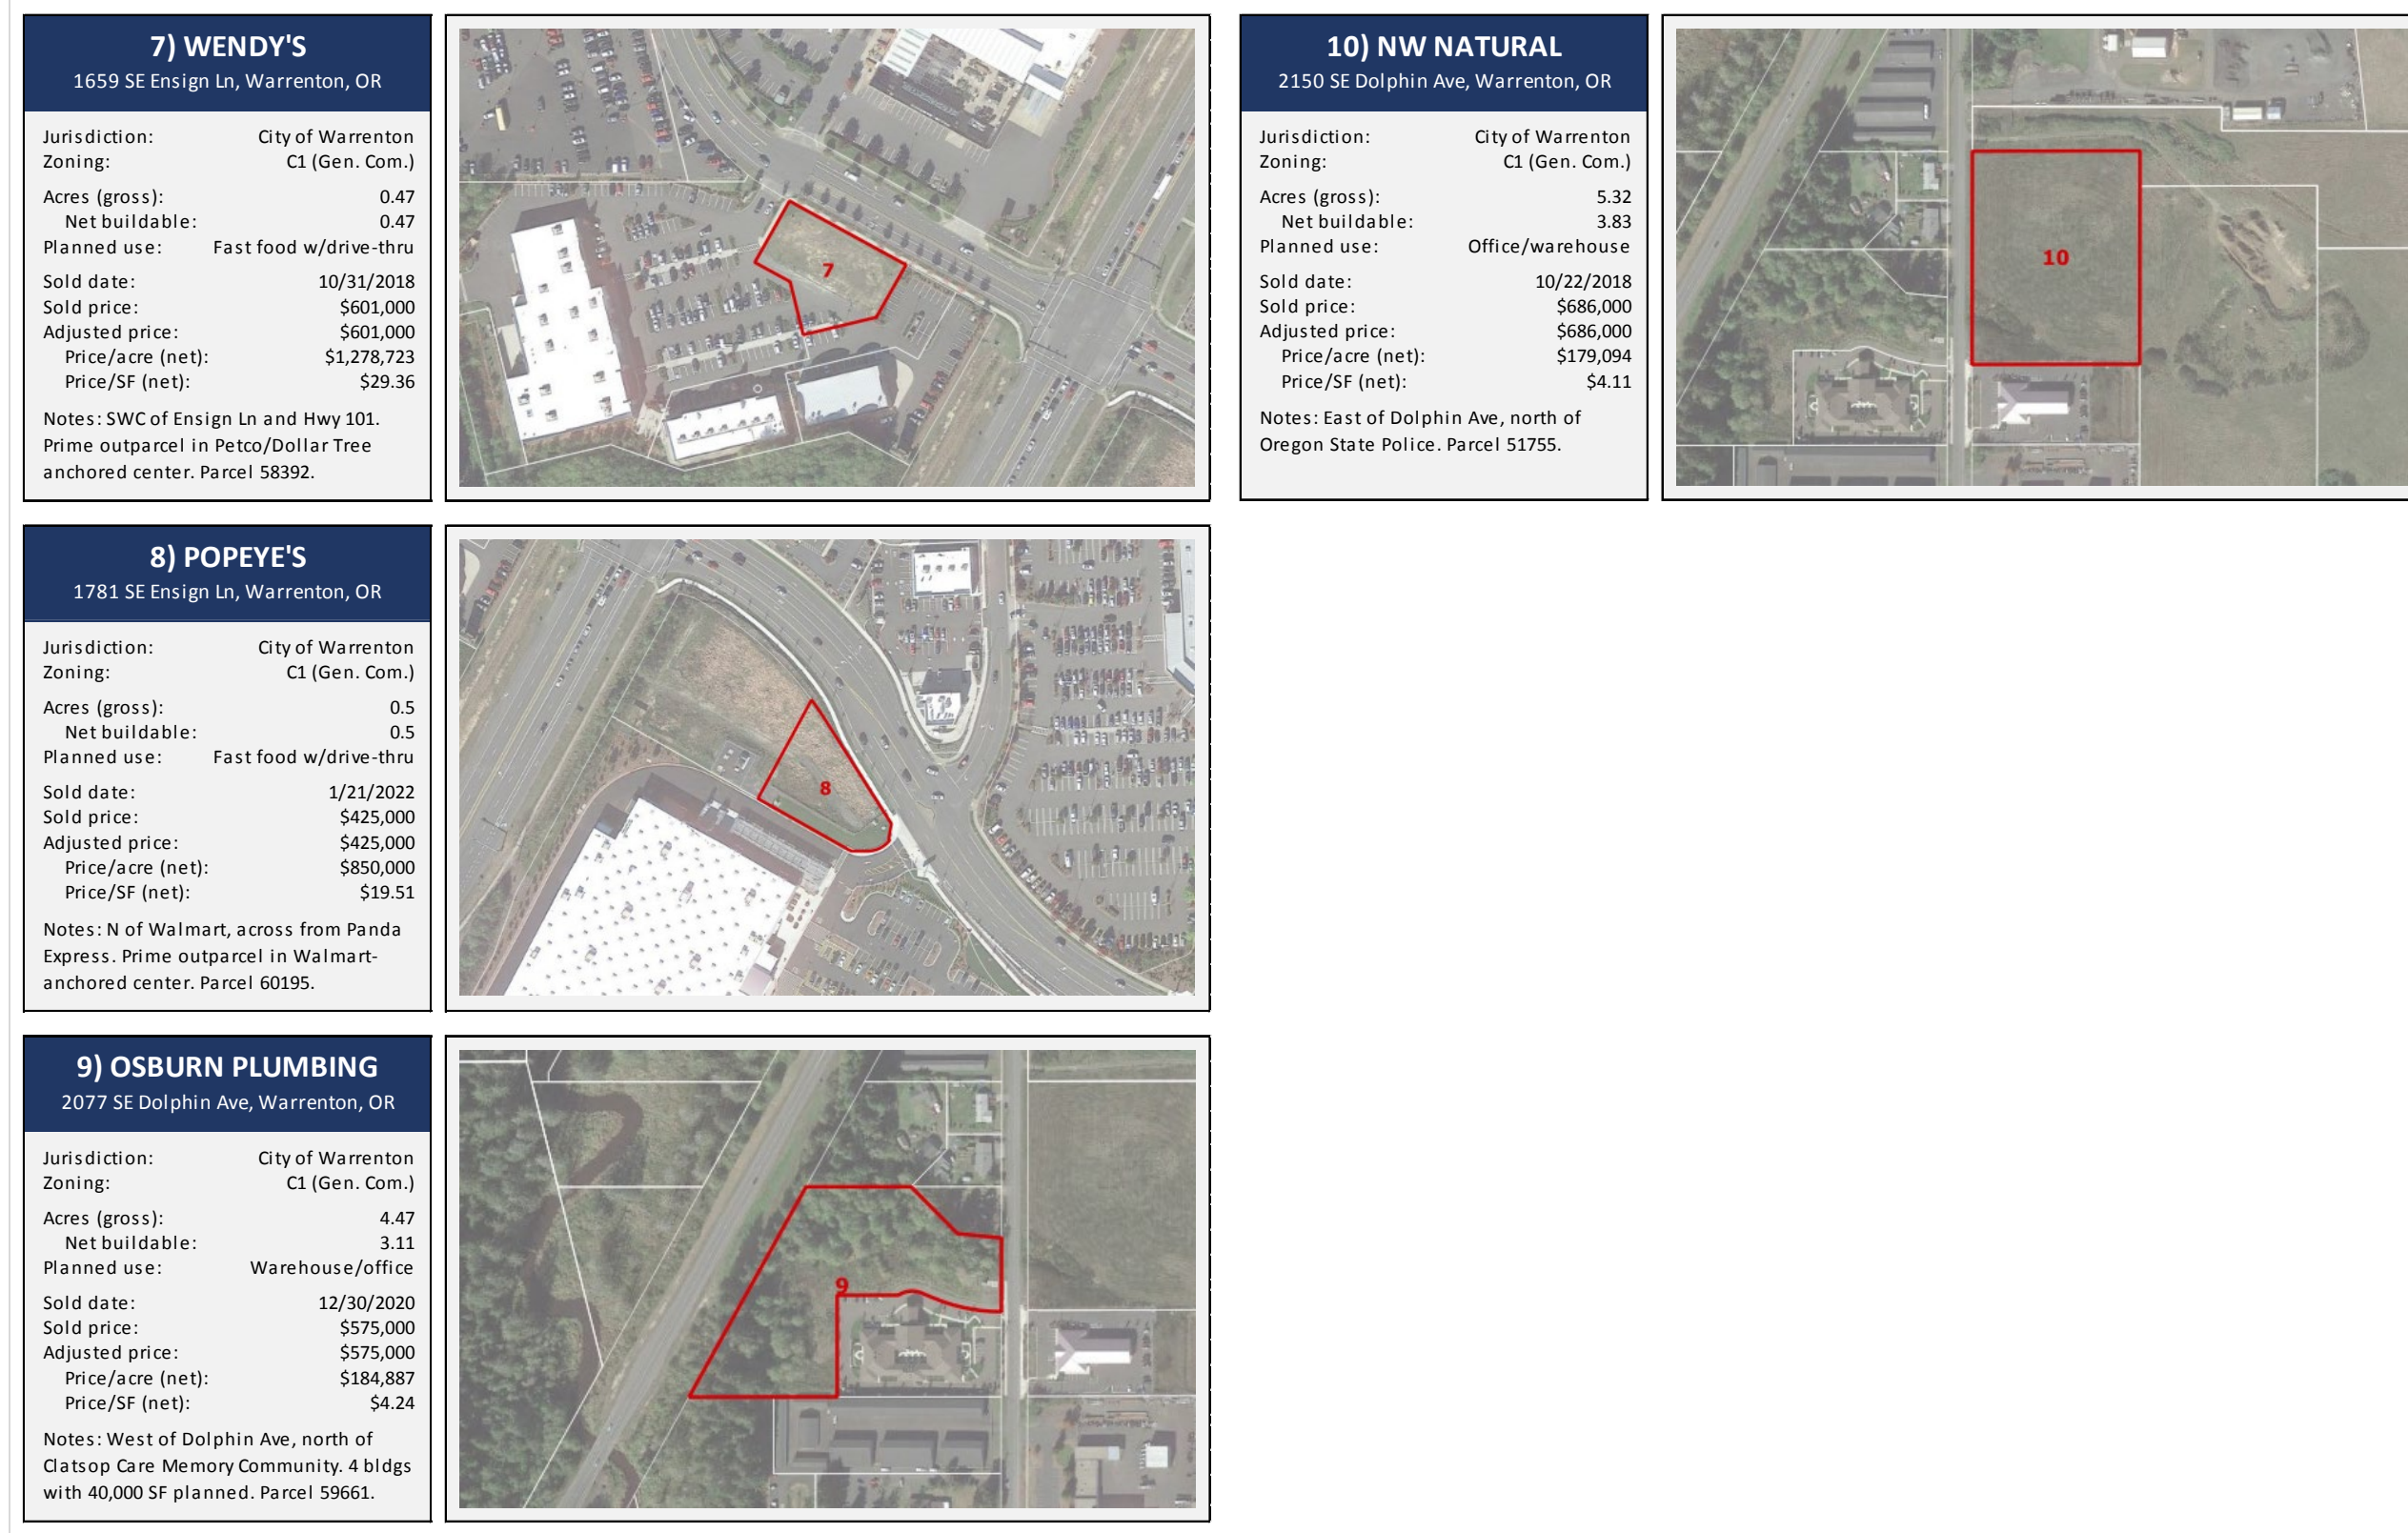 7) WENDY'S
1659 SE Ensign Ln, Warrenton, OR
Jurisdiction: City of Warrenton
Zoning: C1 (Gen. Com.)
Acres (gross): 0.47
Net buildable: 0.47
Planned use: Fast food w/drive-thru
Sold date: 10/31/2018
Sold price: $601,000
Adjusted price: $601,000
Price/acre (net): $1,278,723
Price/SF (net): $29.36
Notes: SWC of Ensign Ln and Hwy 101.
Prime outparcel in Petco/Dollar Tree
anchored center. Parcel 58392.
7
8) POPEYE'S
1781 SE Ensign Ln, Warrenton, OR
Jurisdiction: City of Warrenton
Zoning: C1 (Gen. Com.)
Acres (gross): 0.5
Net buildable: 0.5
Planned use: Fast food w/drive-thru
Sold date: 1/21/2022
Sold price: $425,000
Adjusted price: $425,000
Price/acre (net): $850,000
Price/SF (net): $19.51
Notes: N of Walmart, across from Panda
Express. Prime outparcel in Walmart-
anchored center. Parcel 60195.
8
9) OSBURN PLUMBING
2077 SE Dolphin Ave, Warrenton, OR
Jurisdiction: City of Warrenton
Zoning: C1 (Gen. Com.)
Acres (gross): 4.47
Net buildable: 3.11
Planned use: Warehouse/office
Sold date: 12/30/2020
Sold price: $575,000
Adjusted price: $575,000
Price/acre (net): $184,887
Price/SF (net): $4.24
Notes: West of Dolphin Ave, north of
Clatsop Care Memory Community. 4 bldgs
with 40,000 SF planned. Parcel 59661.
9
10) NW NATURAL
2150 SE Dolphin Ave, Warrenton, OR
Jurisdiction: City of Warrenton
Zoning: C1 (Gen. Com.)
Acres (gross): 5.32
Net buildable: 3.83
Planned use: Office/warehouse
Sold date: 10/22/2018
Sold price: $686,000
Adjusted price: $686,000
Price/acre (net): $179,094
Price/SF (net): $4.11
Notes: East of Dolphin Ave, north of
Oregon State Police. Parcel 51755.
10